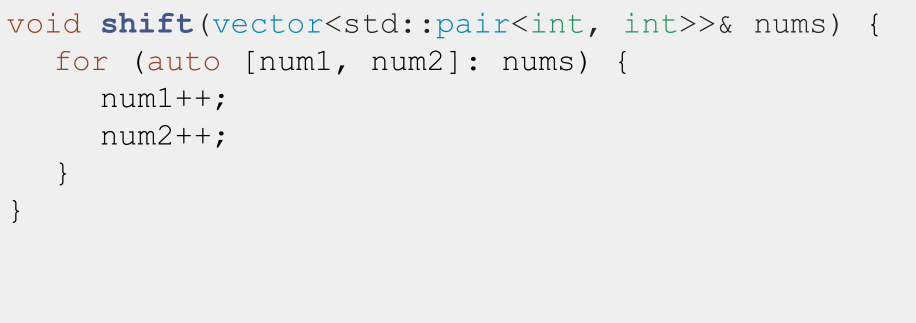 void shift(vector<std::pair<int, int>>& nums) {
for (auto [num1, num2]: nums) {
num1++;
num2++;
}
}